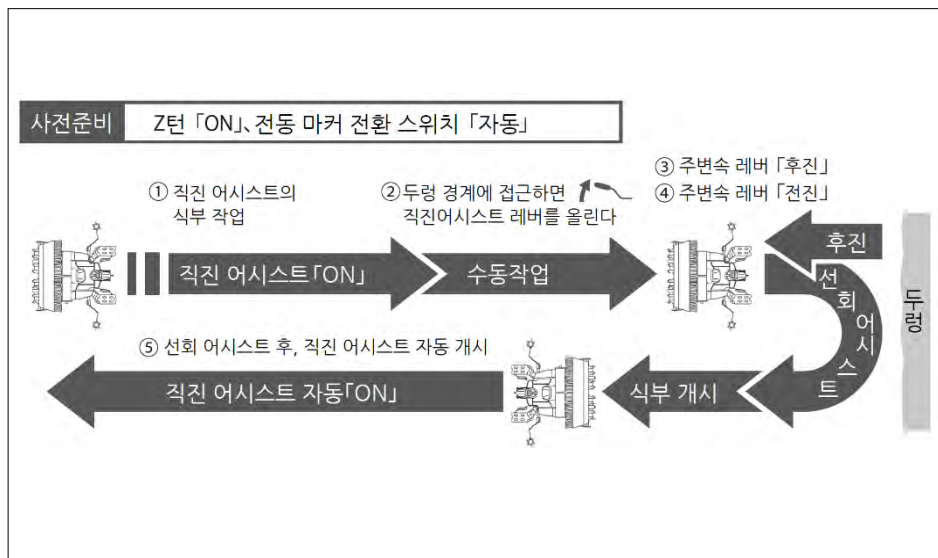 사전준비
Z턴 「ON」、전동 마커 전환 스위치 「자동」
① 직진 어시스트의
식부 작업
② 두렁 경계에 접근하면
직진어시스트 레버를 올린다
③ 주변속 레버 「후진」
④ 주변속 레버 「전진」
직진 어시스트「ON」
수동작업
후진
선회어시스트
두렁
⑤ 선회 어시스트 후, 직진 어시스트 자동 개시
직진 어시스트 자동「ON」
식부 개시